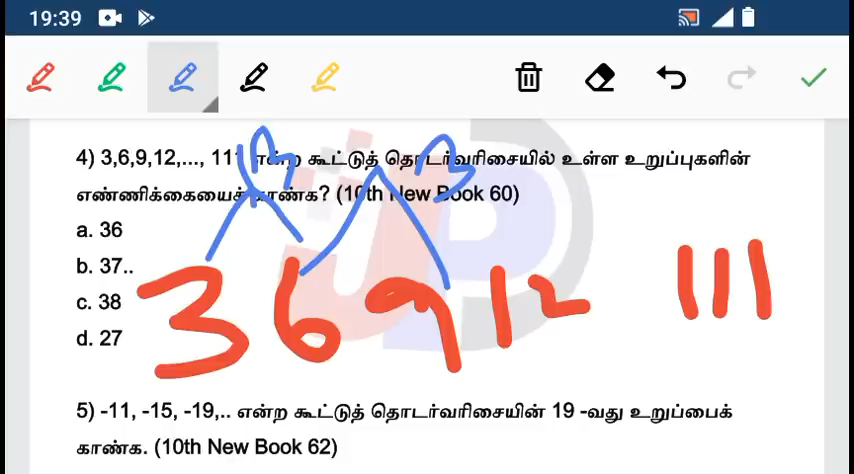 19:39
4) 3,6,9,12,..., 111 என்ற கூட்டுத் தொடர்வரிசையில் உள்ள உறுப்புகளின்
எண்ணிக்கையைக் காண்க? (10th New Book 60)
a. 36
b. 37..
c. 38
d. 27
3 6 9 12 111
3 3
5) -11, -15, -19,.. என்ற கூட்டுத் தொடர்வரிசையின் 19 -வது உறுப்பைக்
காண்க. (10th New Book 62)